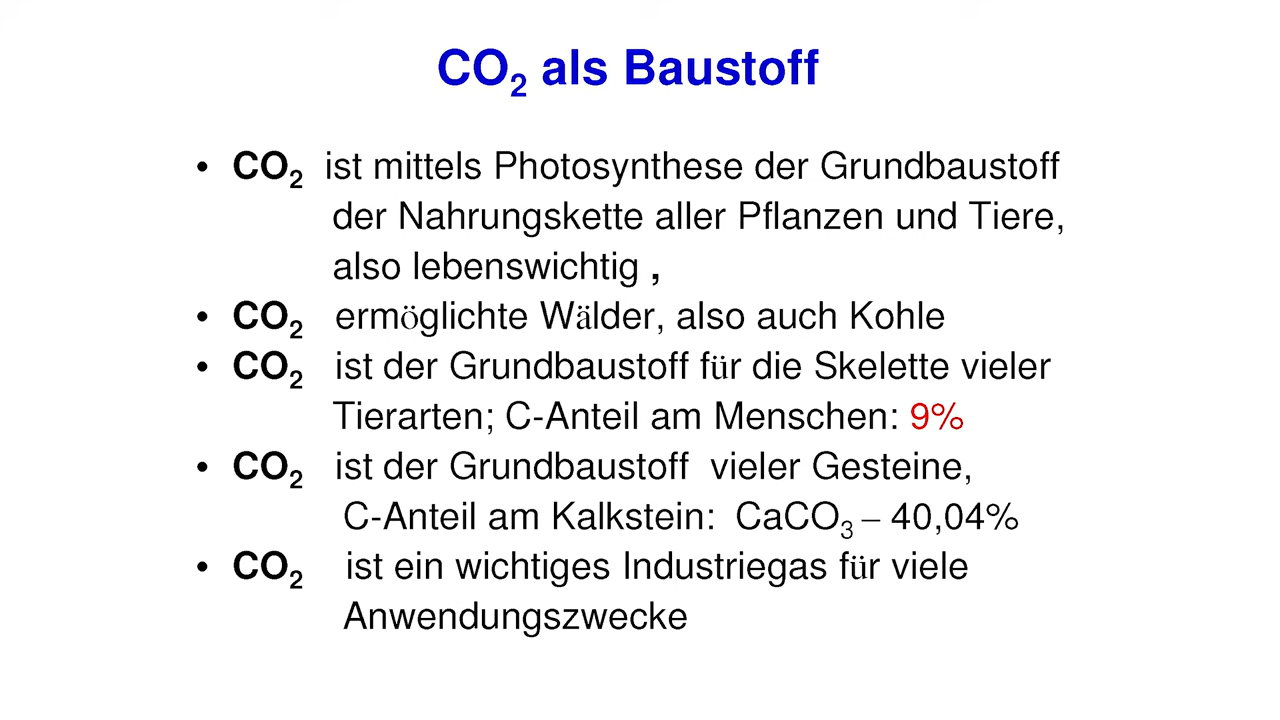 CO₂ als Baustoff
• CO₂ ist mittels Photosynthese der Grundbaustoff
der Nahrungskette aller Pflanzen und Tiere,
also lebenswichtig ,
• CO₂ ermöglichte Wälder, also auch Kohle
• CO₂ ist der Grundbaustoff für die Skelette vieler
Tierarten; C-Anteil am Menschen: 9%
• CO₂ ist der Grundbaustoff vieler Gesteine,
C-Anteil am Kalkstein: CaCO₃ – 40,04%
• CO₂ ist ein wichtiges Industriegas für viele
Anwendungszwecke